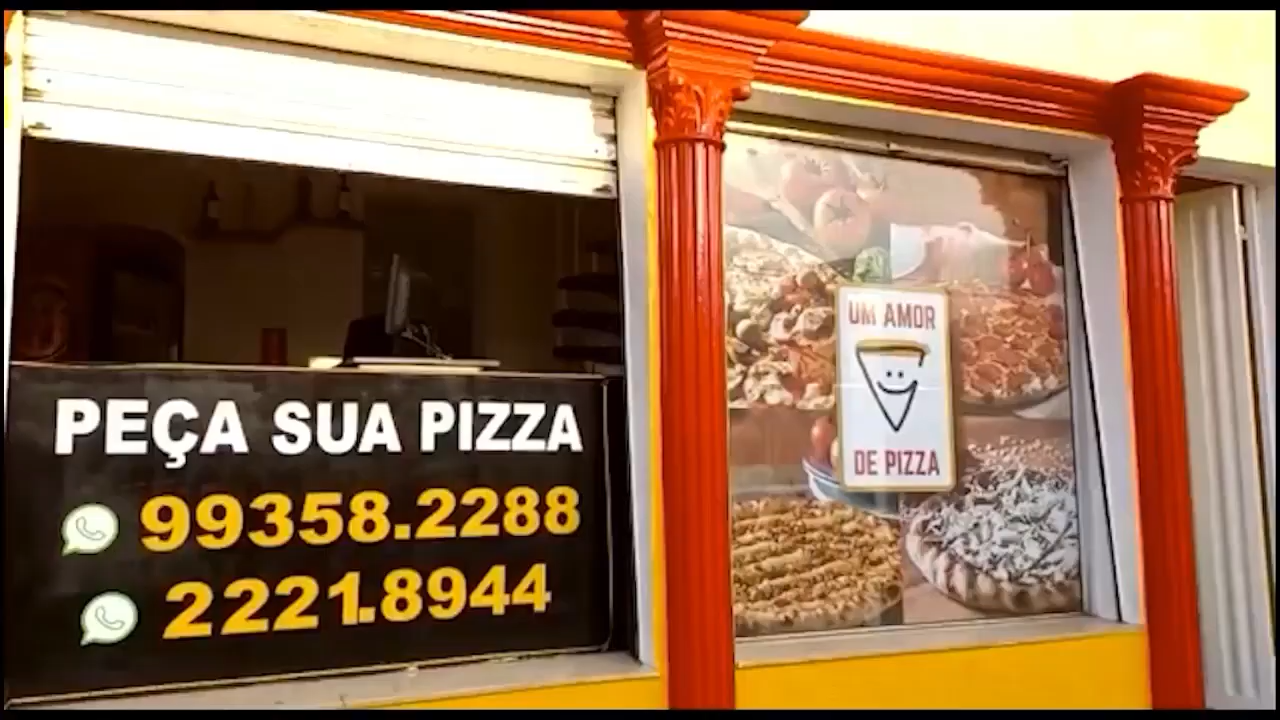 PEÇA SUA PIZZA
99358.2288
2221.8944
UM AMOR
DE PIZZA